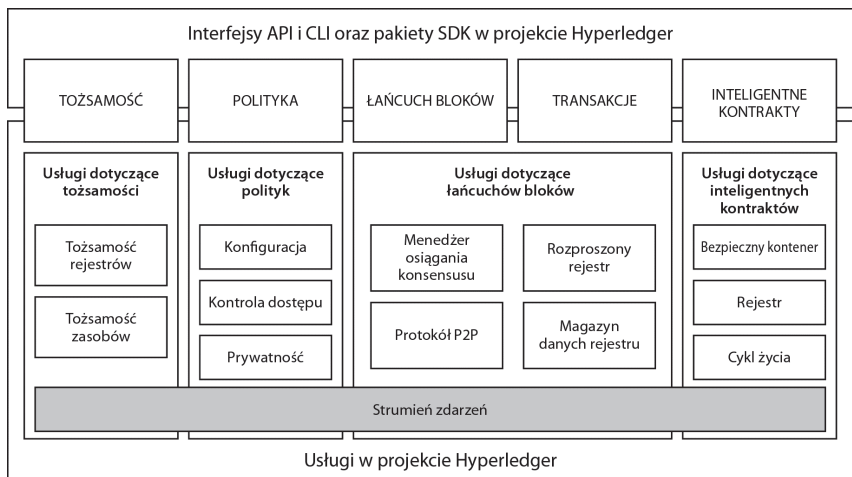 Interfejsy API i CLI oraz pakiety SDK w projekcie Hyperledger
TOŻSAMOŚĆ
POLITYKA
ŁAŃCUCH BLOKÓW
TRANSAKCJE
INTELIGENTNE
KONTRAKTY
Usługi dotyczące
tożsamości
Tożsamość
rejestrów
Tożsamość
zasobów
Usługi dotyczące
polityk
Konfiguracja
Kontrola dostępu
Prywatność
Usługi dotyczące
łańcuchów bloków
Menedżer
osiągania
konsensusu
Rozproszony
rejestr
Protokół P2P
Magazyn
danych rejestru
Usługi dotyczące
inteligentnych
kontraktów
Bezpieczny kontener
Rejestr
Cykl życia
Strumień zdarzeń
Usługi w projekcie Hyperledger